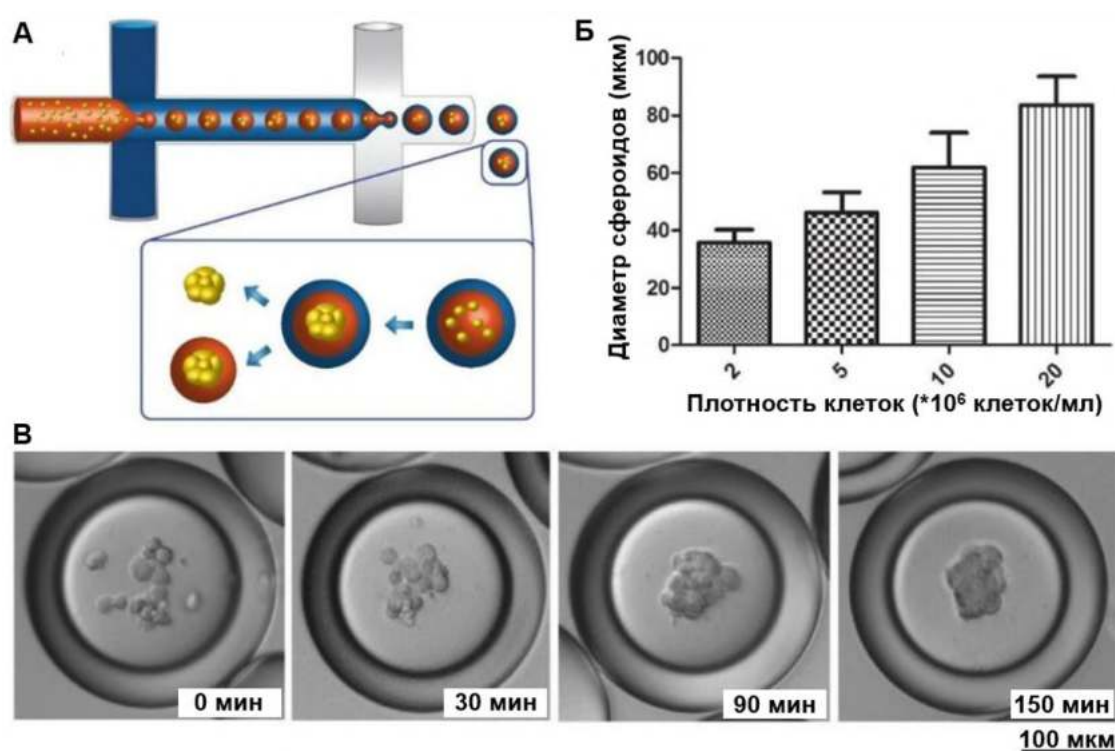 А
Б
Диаметр сфероидов (мкм)
100
80
60
40
20
0
2
5
10
20
Плотность клеток (*10⁶ клеток/мл)
В
0 мин
30 мин
90 мин
150 мин
100 мкм